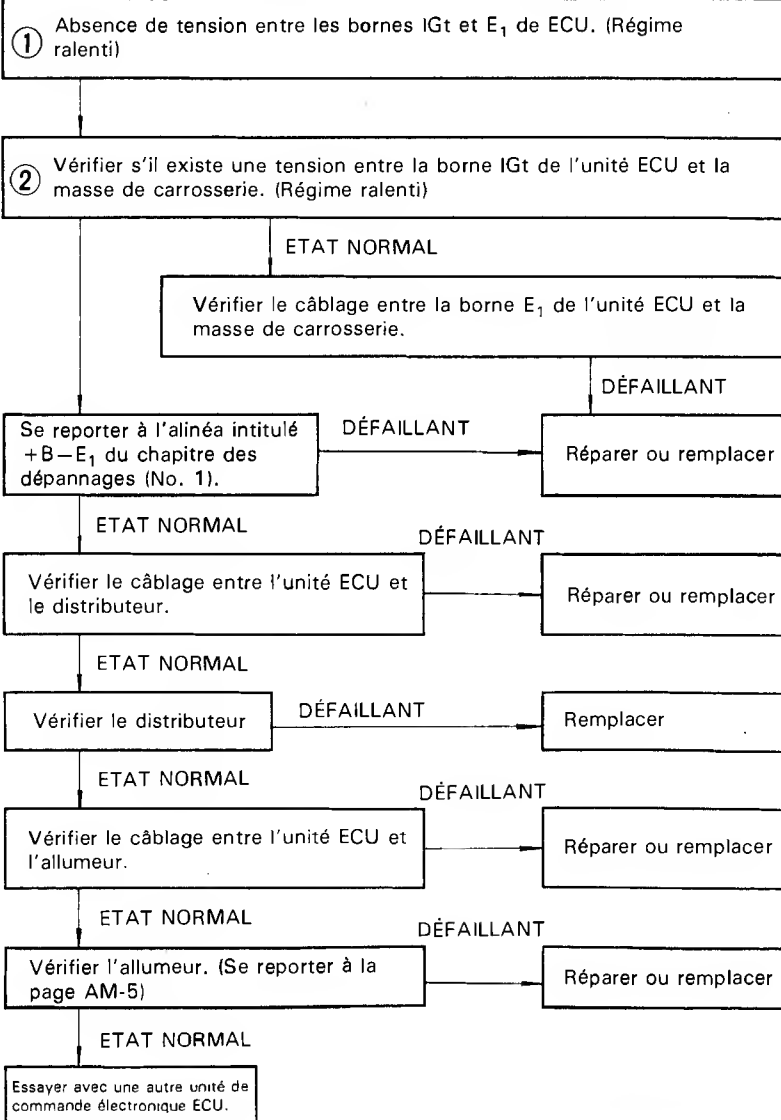 ① Absence de tension entre les bornes IGt et E₁ de ECU. (Régime
ralenti)
② Vérifier s'il existe une tension entre la borne IGt de l'unité ECU et la
masse de carrosserie. (Régime ralenti)
ETAT NORMAL
Vérifier le câblage entre la borne E₁ de l'unité ECU et la
masse de carrosserie.
DÉFAILLANT
Se reporter à l'alinéa intitulé
+B—E₁ du chapitre des
dépannages (No. 1).
DÉFAILLANT
Réparer ou remplacer
ETAT NORMAL
DÉFAILLANT
Vérifier le câblage entre l'unité ECU et
le distributeur.
Réparer ou remplacer
ETAT NORMAL
Vérifier le distributeur
DÉFAILLANT
Remplacer
ETAT NORMAL
DÉFAILLANT
Vérifier le câblage entre l'unité ECU et
l'allumeur.
Réparer ou remplacer
ETAT NORMAL
DÉFAILLANT
Vérifier l'allumeur. (Se reporter à la
page AM-5)
Réparer ou remplacer
ETAT NORMAL
Essayer avec une autre unité de
commande électronique ECU.